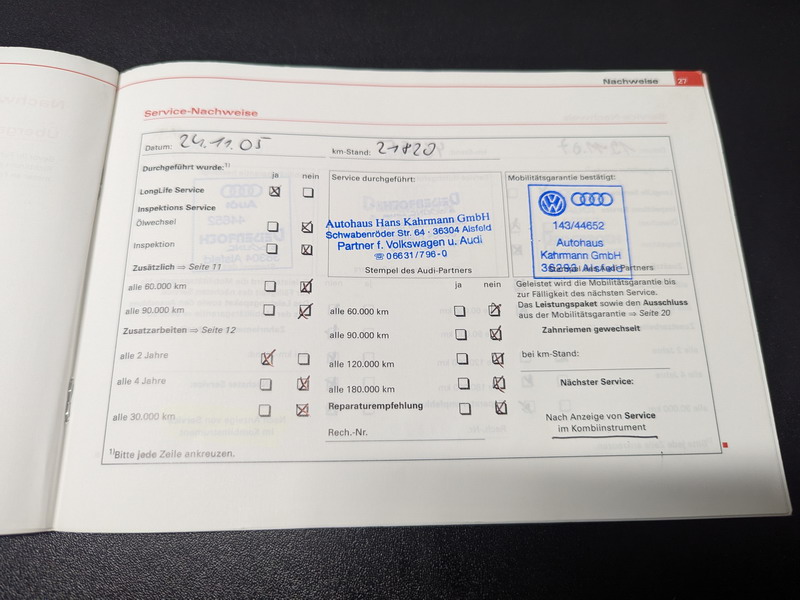 Nachweise 27
Service-Nachweise
Datum: 24.11.05 km-Stand: 21820
Durchgeführt wurde:1)
ja nein
LongLife Service
Inspektions Service
Ölwechsel
Inspektion
Zusätzlich ⇒ Seite 11
alle 60.000 km
alle 90.000 km
Zusatzarbeiten ⇒ Seite 12
alle 2 Jahre
alle 4 Jahre
alle 30.000 km
1)Bitte jede Zeile ankreuzen.
Service durchgeführt:
Autohaus Hans Kahrmann GmbH
Schwabenröder Str. 64 · 36304 Alsfeld
Partner f. Volkswagen u. Audi
☏ 06631/796-0
Stempel des Audi-Partners
ja nein
alle 60.000 km
alle 90.000 km
alle 120.000 km
alle 180.000 km
Reparaturempfehlung
Rech.-Nr.
Mobilitätsgarantie bestätigt:
143/44652
Autohaus
Kahrmann GmbH
Stempel des Audi-Partners
Geleistet wird die Mobilitätsgarantie bis
zur Fälligkeit des nächsten Service.
Das Leistungspaket sowie den Ausschluss
aus der Mobilitätsgarantie ⇒ Seite 20
Zahnriemen gewechselt
bei km-Stand:
Nächster Service:
Nach Anzeige von Service
im Kombiinstrument